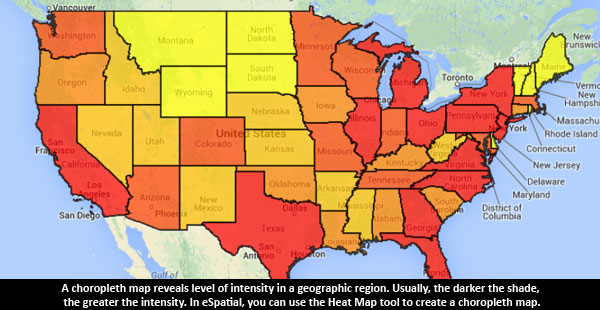 Vancouver
Washington
Montana
North
Dakota
Minnesota
Oregon
Idaho
South
Dakota
Wisconsin
Michigan
Toronto
Montreal
Maine
New
Brunswick
Vermont
New
Hampshire
Massachu
Rhode Island
Connecticut
New Jersey
Delaware
Maryland
District of
Columbia
Wyoming
Nebraska
Iowa
Chicago
Illinois
Indiana
Ohio
Pennsylvania
New York
York
Nevada
Utah
Colorado
United States
Kansas
Missouri
Kentucky
West
Virginia
Virginia
San
Francisco
California
Los
Angeles
San Diego
Arizona
Phoenix
New
Mexico
Oklahoma
Arkansas
Tennessee
North
Carolina
South
Carolina
Mississippi
Alabama
Georgia
Dallas
Texas
San
Antonio
Houston
Louisiana
Florida
A choropleth map reveals level of intensity in a geographic region. Usually, the darker the shade,
the greater the intensity. In eSpatial, you can use the Heat Map tool to create a choropleth map.